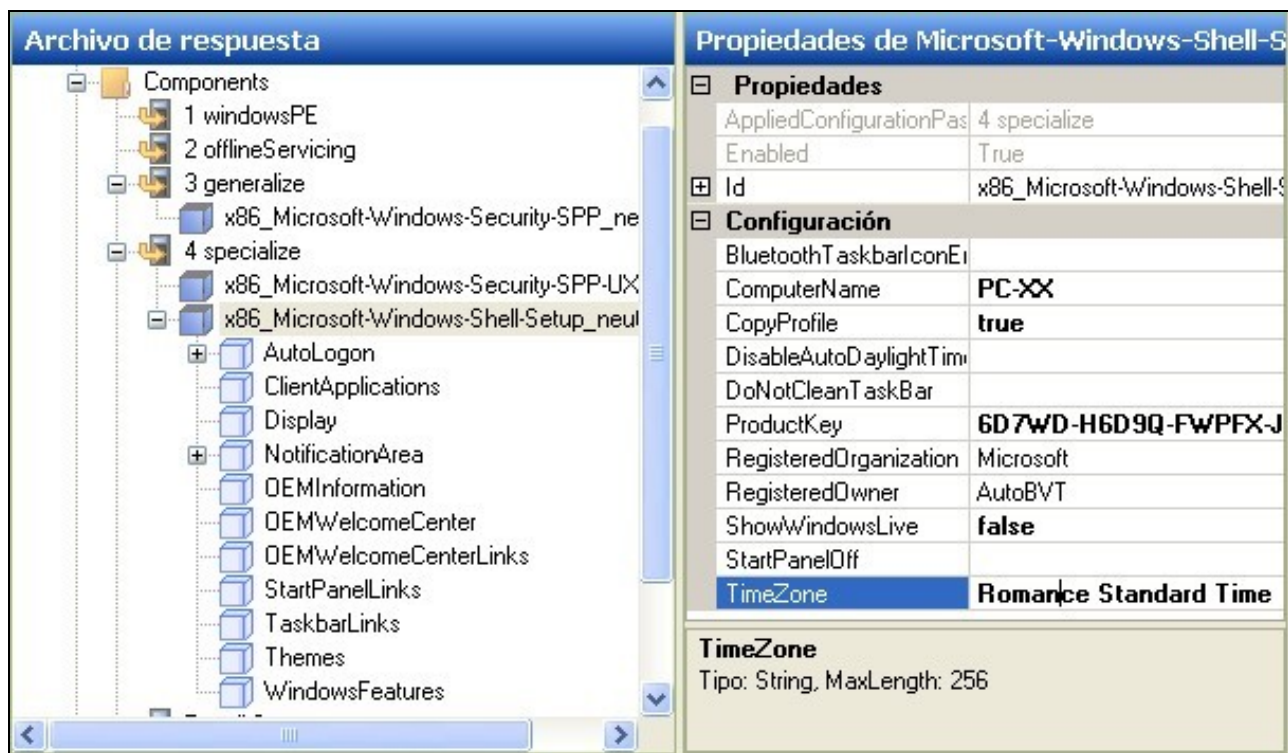 Archivo de respuesta
Components
1 windowsPE
2 offlineServicing
3 generalize
x86_Microsoft-Windows-Security-SPP_ne
4 specialize
x86_Microsoft-Windows-Security-SPP-UX
x86_Microsoft-Windows-Shell-Setup_neut
AutoLogon
ClientApplications
Display
NotificationArea
OEMInformation
OEMWelcomeCenter
OEMWelcomeCenterLinks
StartPanelLinks
TaskbarLinks
Themes
WindowsFeatures
Propiedades de Microsoft-Windows-Shell-S
Propiedades
AppliedConfigurationPas 4 specialize
Enabled True
Id x86_Microsoft-Windows-Shell-S
Configuración
BluetoothTaskbarIconEr
ComputerName PC-XX
CopyProfile true
DisableAutoDaylightTim
DoNotCleanTaskBar
ProductKey 6D7WD-H6D9Q-FWPFX-J
RegisteredOrganization Microsoft
RegisteredOwner AutoBVT
ShowWindowsLive false
StartPanelOff
TimeZone Romance Standard Time
TimeZone
Tipo: String, MaxLength: 256